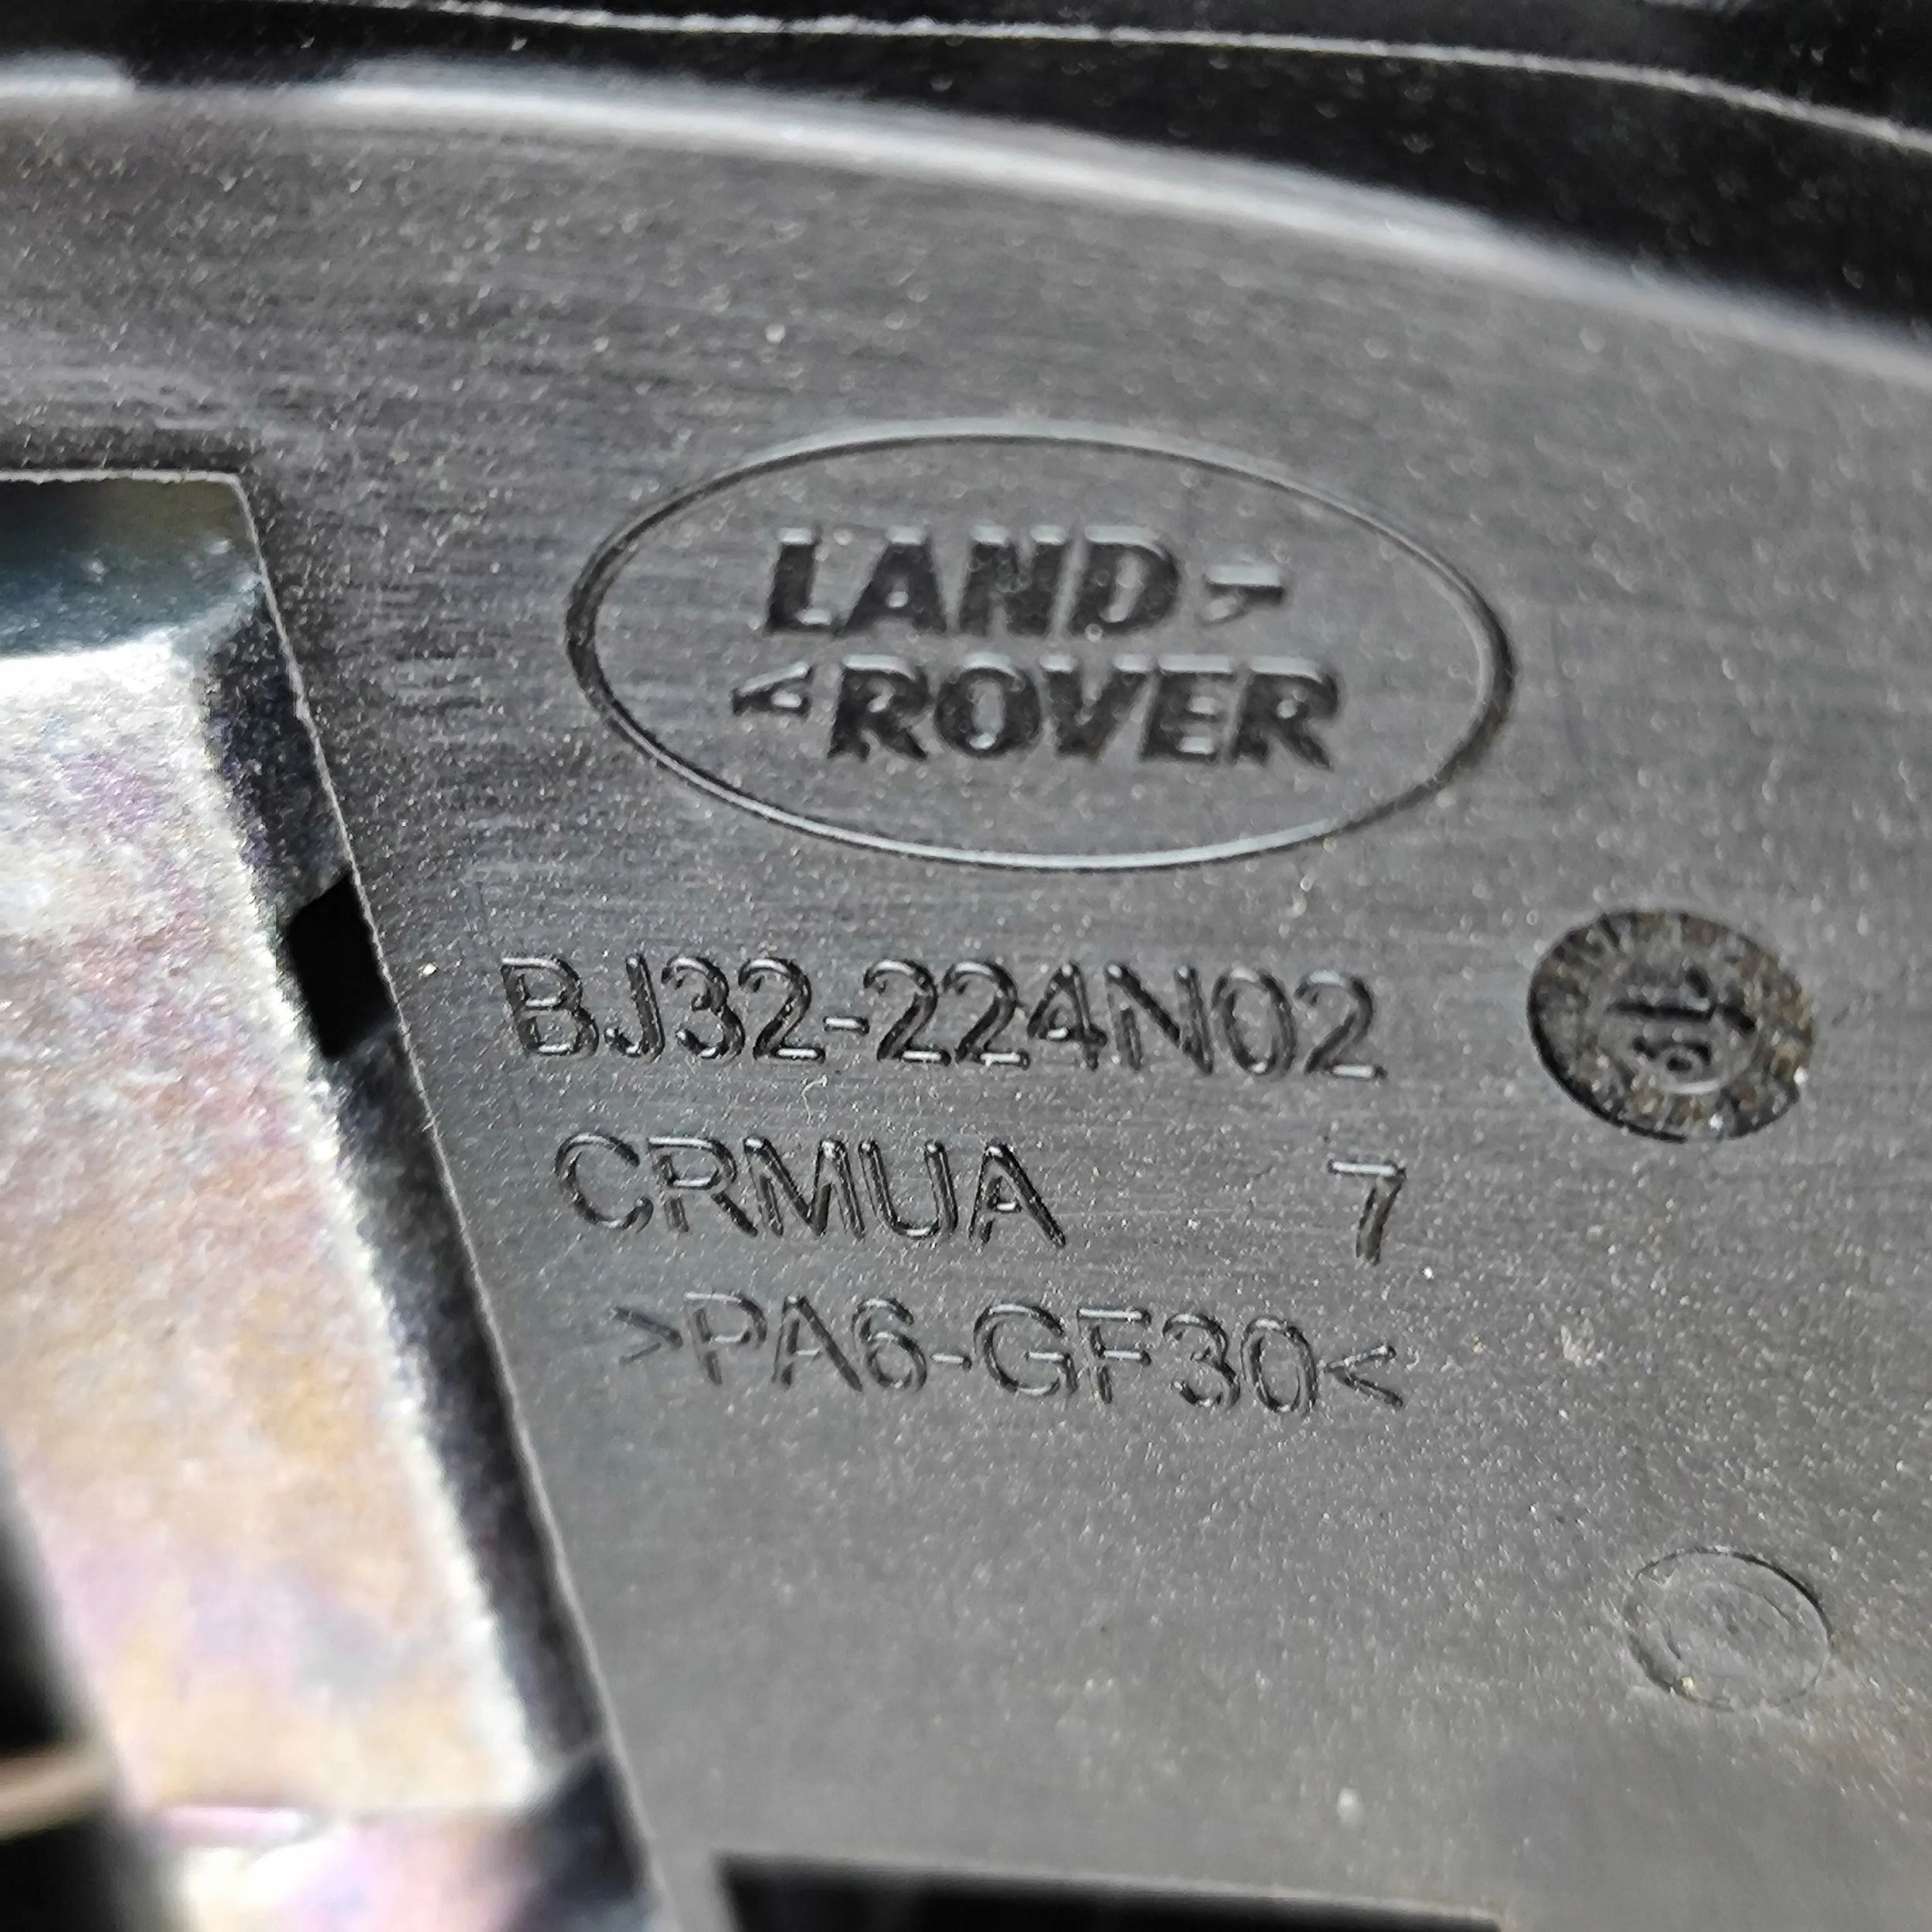 LAND
ROVER
BJ32-224N02
CRMUA 7
>PA6-GF30<